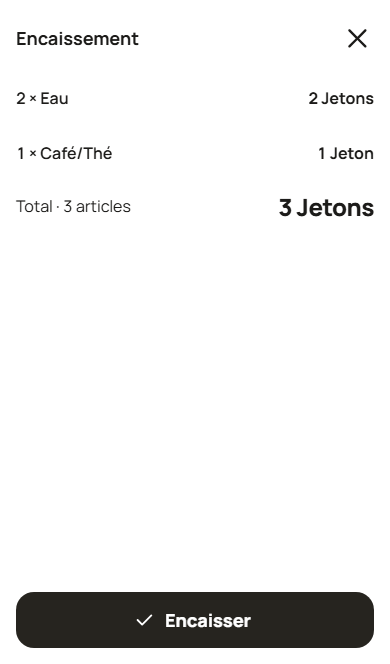 Encaissement
2 × Eau 2 Jetons
1 × Café/Thé 1 Jeton
Total · 3 articles 3 Jetons
Encaisser